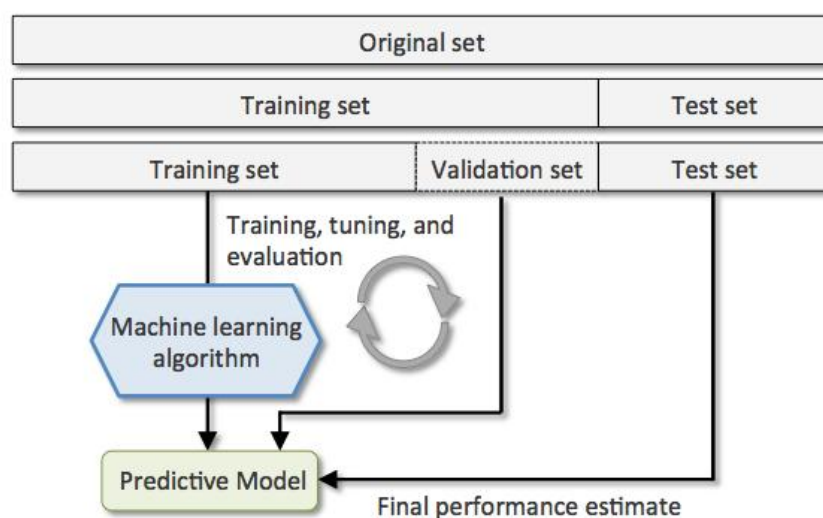 Original set
Training set
Test set
Training set
Validation set
Test set
Training, tuning, and
evaluation
Machine learning
algorithm
Predictive Model
Final performance estimate